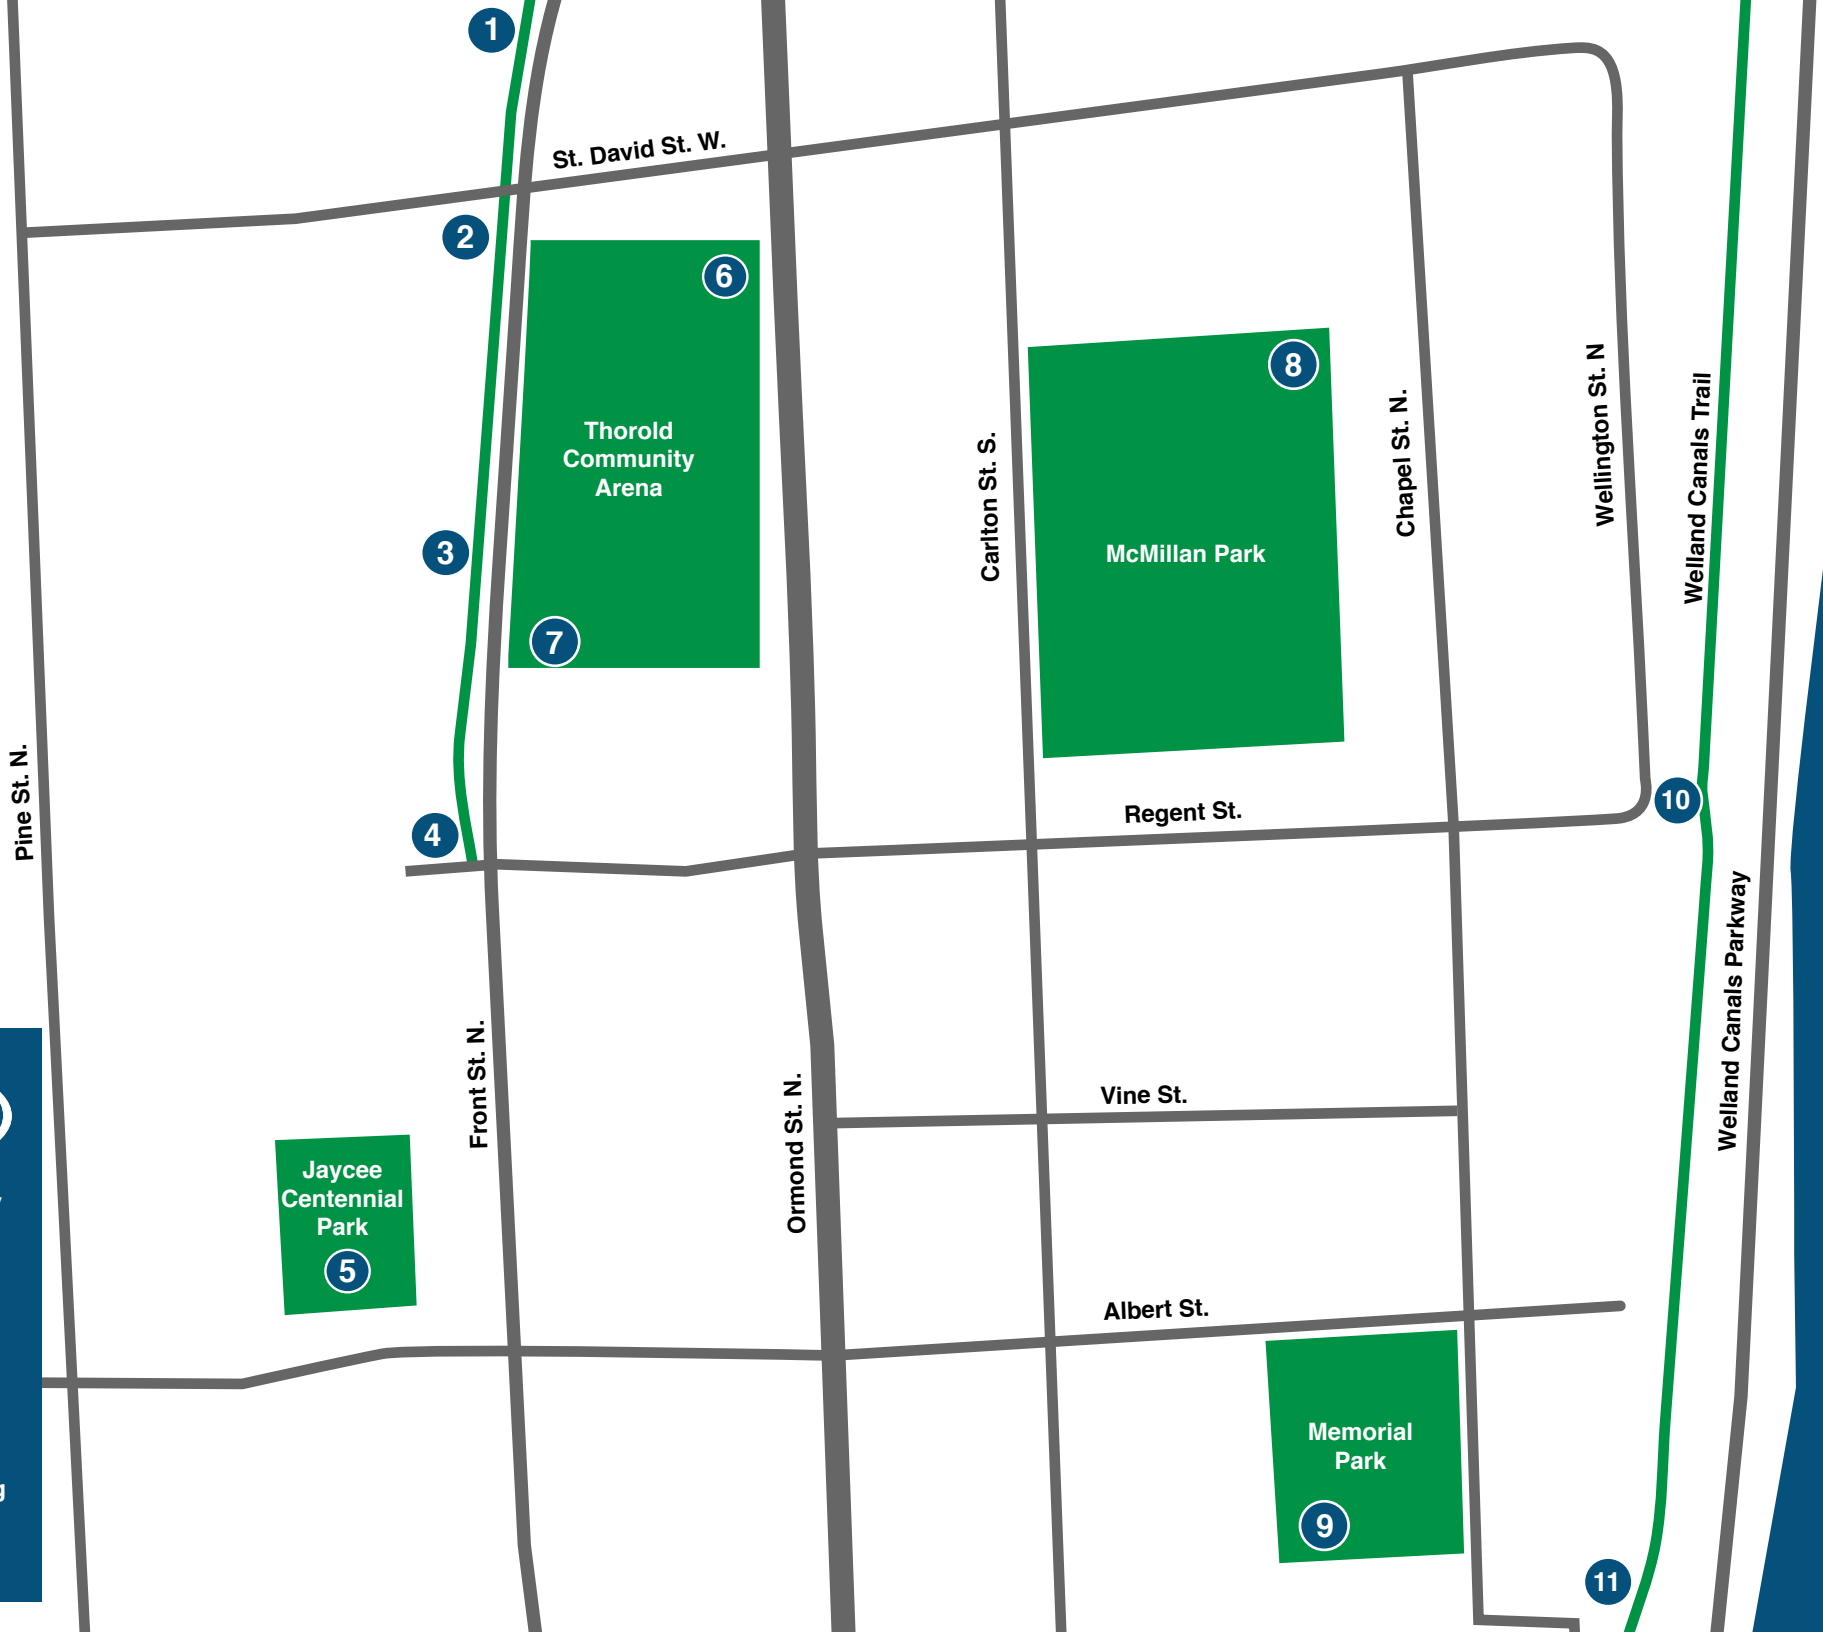 1
St. David St. W.
2
6
8
Thorold
Community
Arena
3
7
McMillan Park
Carlton St. S.
Chapel St. N.
Wellington St. N
Welland Canals Trail
Pine St. N.
4
Regent St.
10
Welland Canals Parkway
Front St. N.
Ormond St. N.
Vine St.
Jaycee
Centennial
Park
5
Albert St.
Memorial
Park
9
11